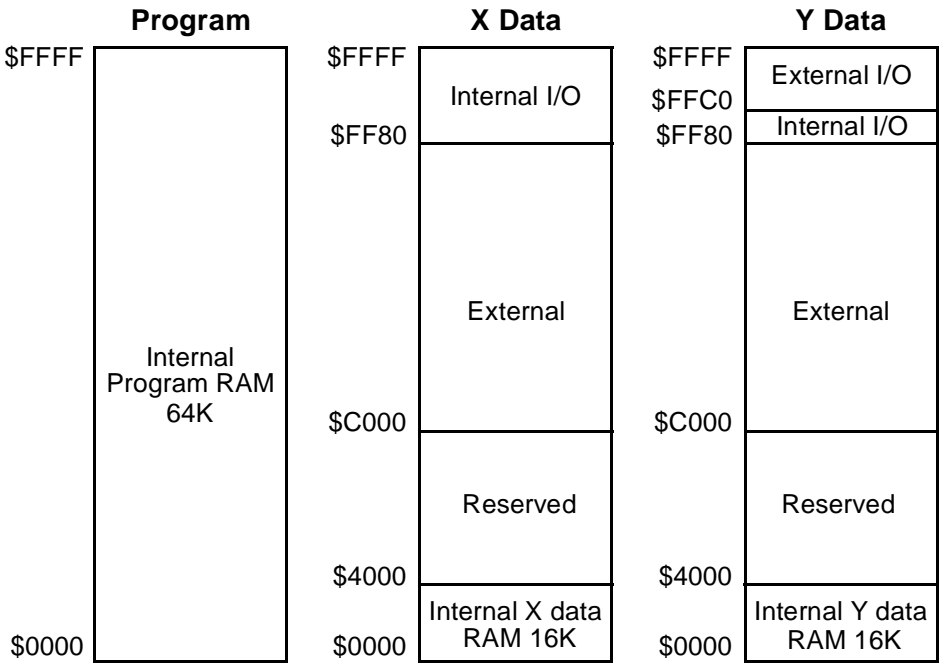 Program
$FFFF
Internal
Program RAM
64K
$0000
X Data
$FFFF
Internal I/O
$FF80
External
$C000
Reserved
$4000
Internal X data
RAM 16K
$0000
Y Data
$FFFF
External I/O
$FFC0
Internal I/O
$FF80
External
$C000
Reserved
$4000
Internal Y data
RAM 16K
$0000